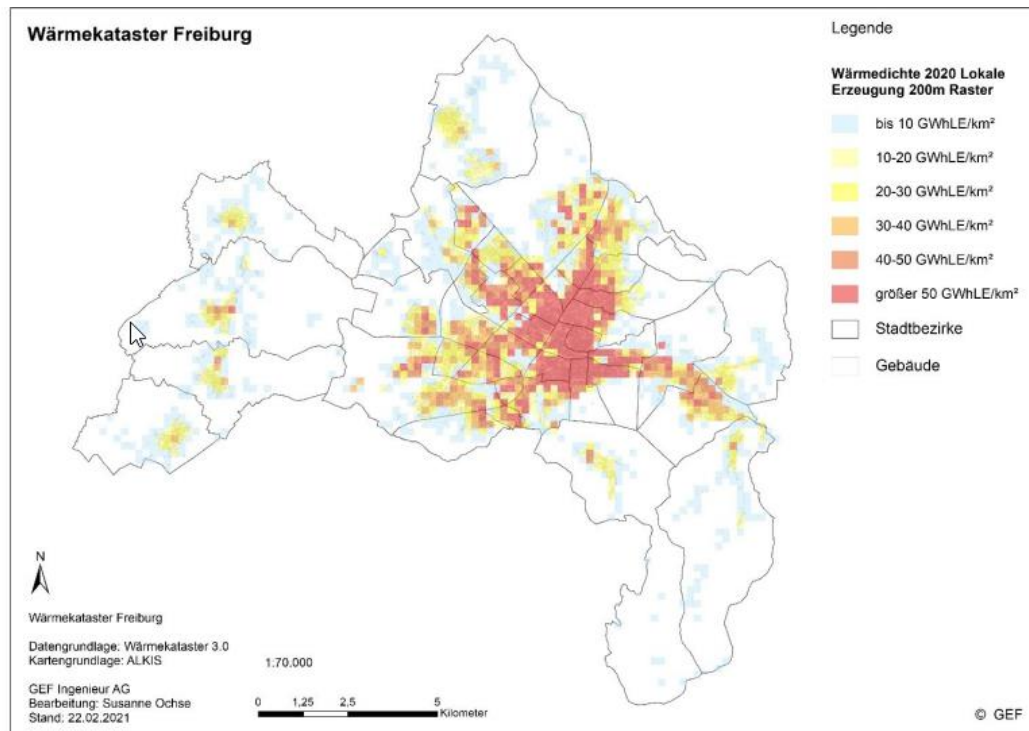 Wärmekataster Freiburg
Legende
Wärmedichte 2020 Lokale
Erzeugung 200m Raster
bis 10 GWhLE/km²
10-20 GWhLE/km²
20-30 GWhLE/km²
30-40 GWhLE/km²
40-50 GWhLE/km²
größer 50 GWhLE/km²
Stadtbezirke
Gebäude
N
Wärmekataster Freiburg
Datengrundlage: Wärmekataster 3.0
Kartengrundlage: ALKIS
1:70.000
GEF Ingenieur AG
Bearbeitung: Susanne Ochse
Stand: 22.02.2021
0 1,25 2,5 5
Kilometer
© GEF